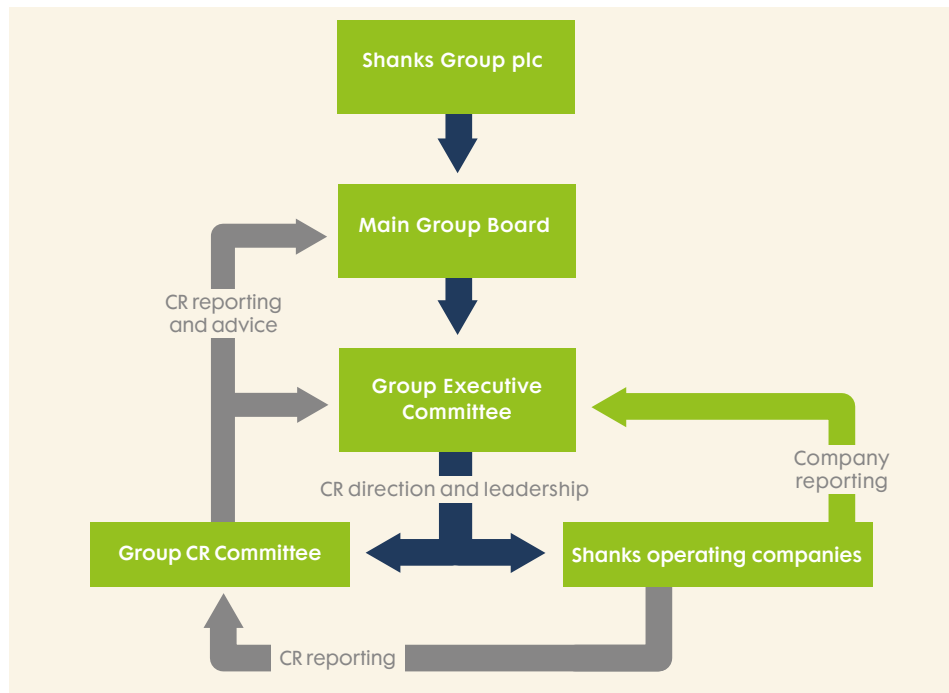 Shanks Group plc
Main Group Board
CR reporting
and advice
Group Executive
Committee
Company
reporting
CR direction and leadership
Group CR Committee
Shanks operating companies
CR reporting